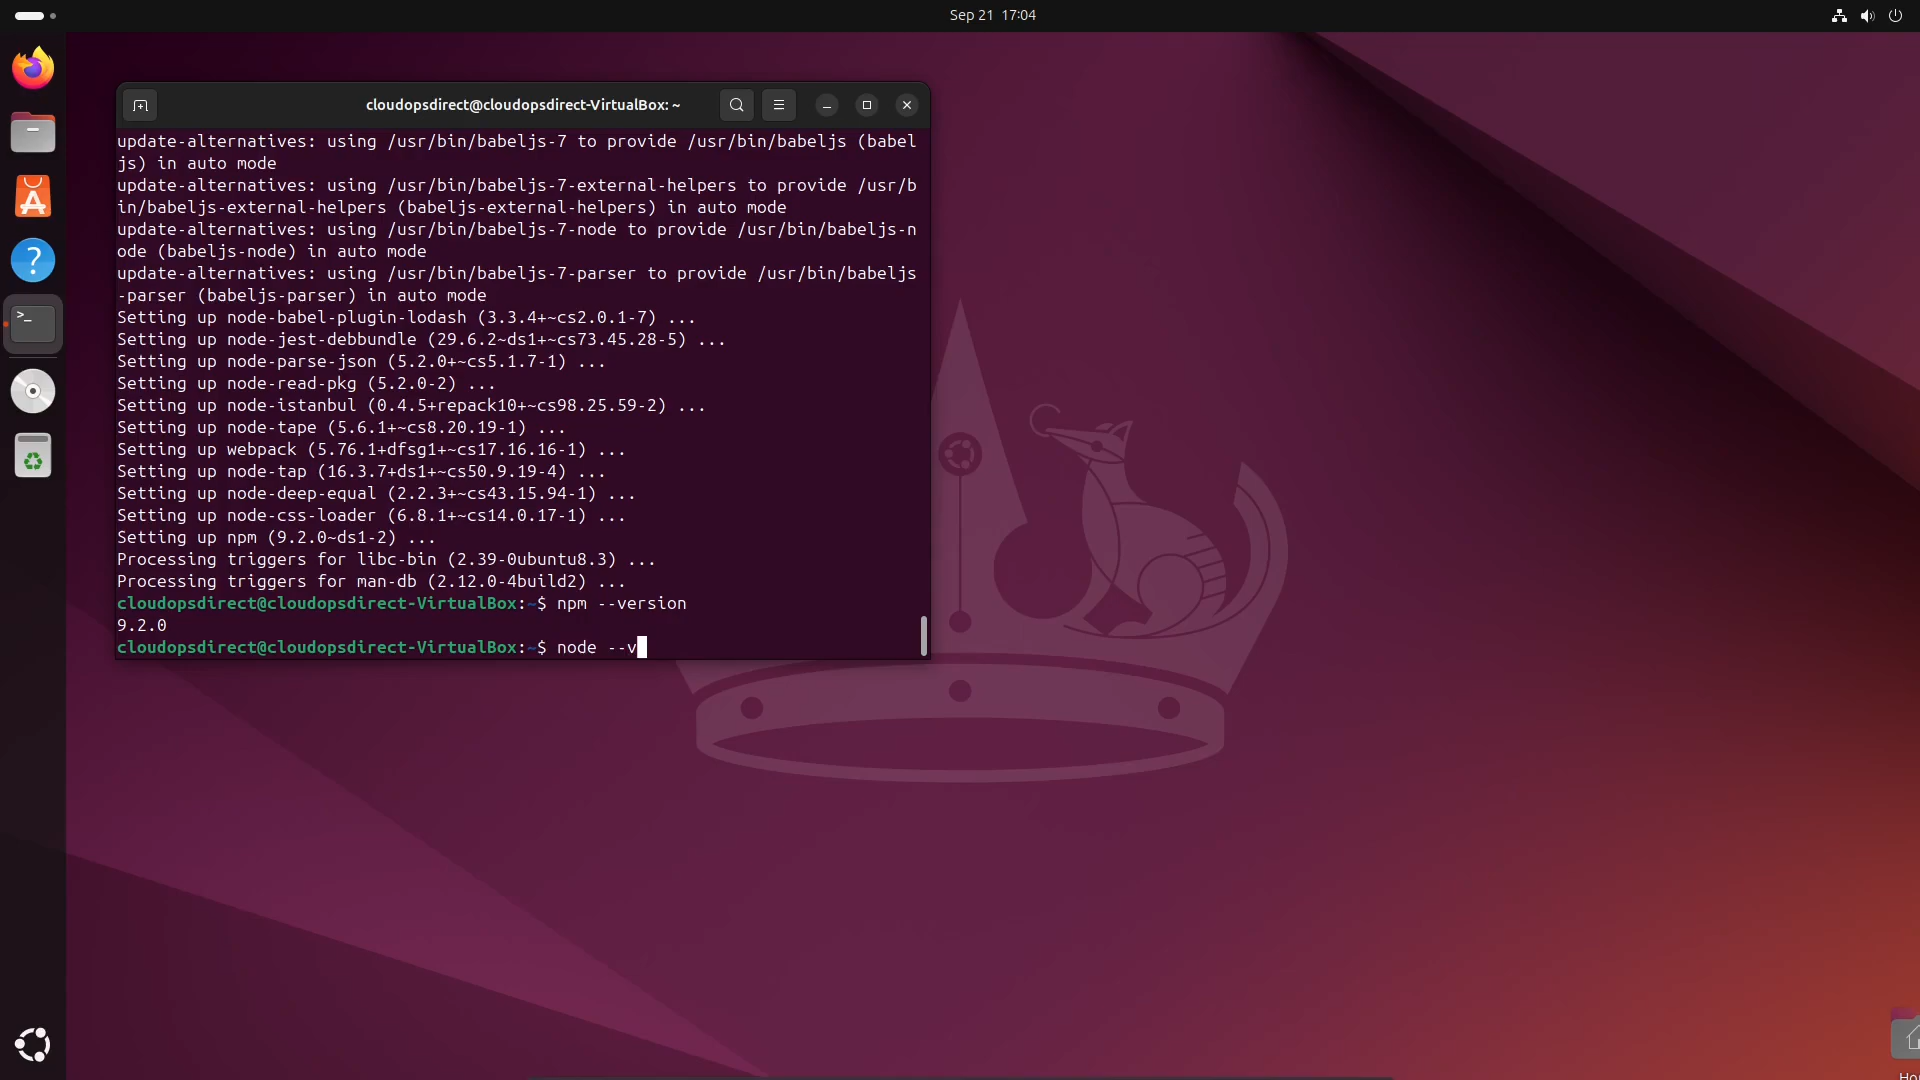 Sep 21 17:04
cloudopsdirect@cloudopsdirect-VirtualBox: ~
update-alternatives: using /usr/bin/babeljs-7 to provide /usr/bin/babeljs (babel
js) in auto mode
update-alternatives: using /usr/bin/babeljs-7-external-helpers to provide /usr/b
in/babeljs-external-helpers (babeljs-external-helpers) in auto mode
update-alternatives: using /usr/bin/babeljs-7-node to provide /usr/bin/babeljs-n
ode (babeljs-node) in auto mode
update-alternatives: using /usr/bin/babeljs-7-parser to provide /usr/bin/babeljs
-parser (babeljs-parser) in auto mode
Setting up node-babel-plugin-lodash (3.3.4+~cs2.0.1-7) ...
Setting up node-jest-debbundle (29.6.2~ds1+~cs73.45.28-5) ...
Setting up node-parse-json (5.2.0+~cs5.1.7-1) ...
Setting up node-read-pkg (5.2.0-2) ...
Setting up node-istanbul (0.4.5+repack10+~cs98.25.59-2) ...
Setting up node-tape (5.6.1+~cs8.20.19-1) ...
Setting up webpack (5.76.1+dfsg1+~cs17.16.16-1) ...
Setting up node-tap (16.3.7+ds1+~cs50.9.19-4) ...
Setting up node-deep-equal (2.2.3+~cs43.15.94-1) ...
Setting up node-css-loader (6.8.1+~cs14.0.17-1) ...
Setting up npm (9.2.0~ds1-2) ...
Processing triggers for libc-bin (2.39-0ubuntu8.3) ...
Processing triggers for man-db (2.12.0-4build2) ...
cloudopsdirect@cloudopsdirect-VirtualBox:~$ npm --version
9.2.0
cloudopsdirect@cloudopsdirect-VirtualBox:~$ node --v